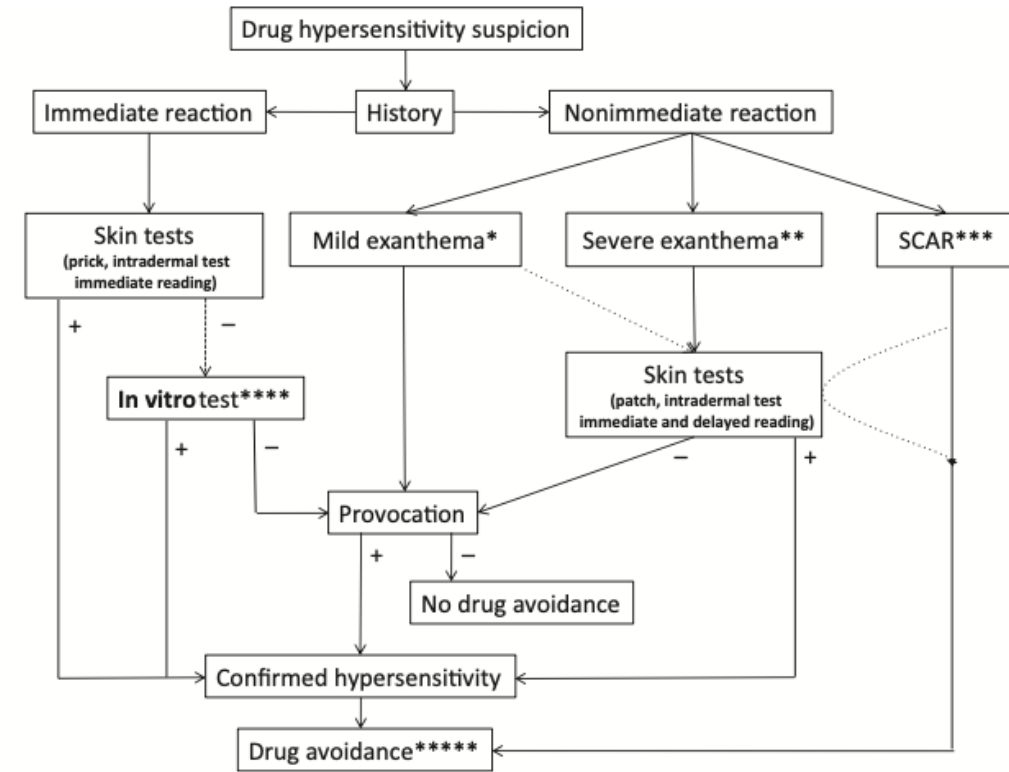 Drug hypersensitivity suspicion
Immediate reaction
History
Nonimmediate reaction
Skin tests
(prick, intradermal test
immediate reading)
Mild exanthema*
Severe exanthema**
SCAR***
+
–
In vitro test****
Skin tests
(patch, intradermal test
immediate and delayed reading)
+
–
–
+
Provocation
+
–
No drug avoidance
Confirmed hypersensitivity
Drug avoidance*****